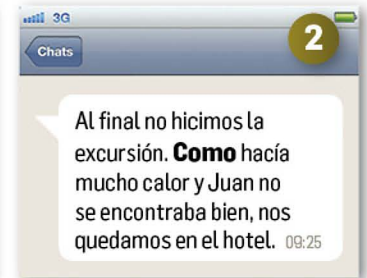 3G
2
Chats
Al final no hicimos la
excursión. Como hacía
mucho calor y Juan no
se encontraba bien, nos
quedamos en el hotel. 09:25